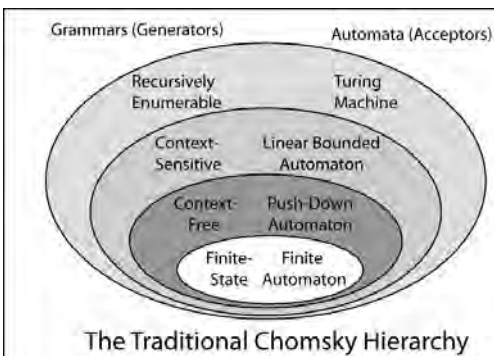 Grammars (Generators)
Automata (Acceptors)
Recursively
Enumerable
Turing
Machine
Context-
Sensitive
Linear Bounded
Automaton
Context-
Free
Push-Down
Automaton
Finite-
State
Finite
Automaton
The Traditional Chomsky Hierarchy